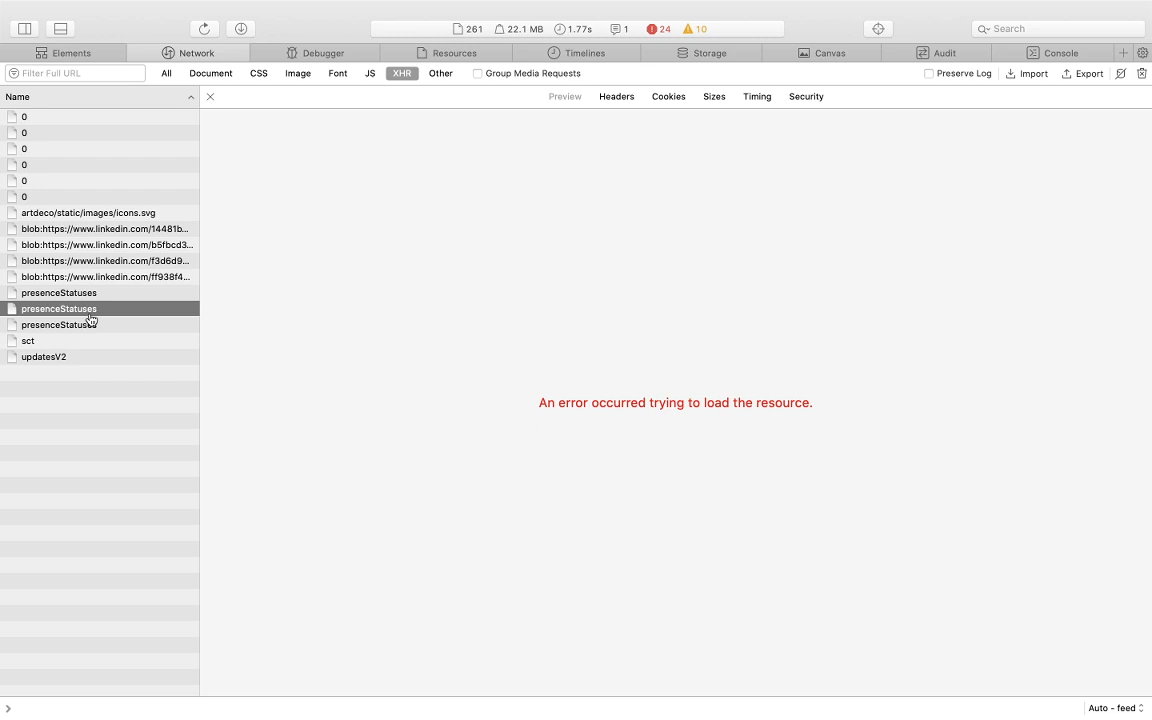 261 22.1 MB 1.77s 1 24 10 Search
Elements Network Debugger Resources Timelines Storage Canvas Audit Console
Filter Full URL All Document CSS Image Font JS XHR Other Group Media Requests Preserve Log Import Export
Name Preview Headers Cookies Sizes Timing Security
0
0
0
0
0
0
artdeco/static/images/icons.svg
blob:https://www.linkedin.com/14481b...
blob:https://www.linkedin.com/b5fbcd3...
blob:https://www.linkedin.com/f3d6d9...
blob:https://www.linkedin.com/ff938f4...
presenceStatuses
presenceStatuses
presenceStatuses
sct
updatesV2
An error occurred trying to load the resource.
Auto - feed